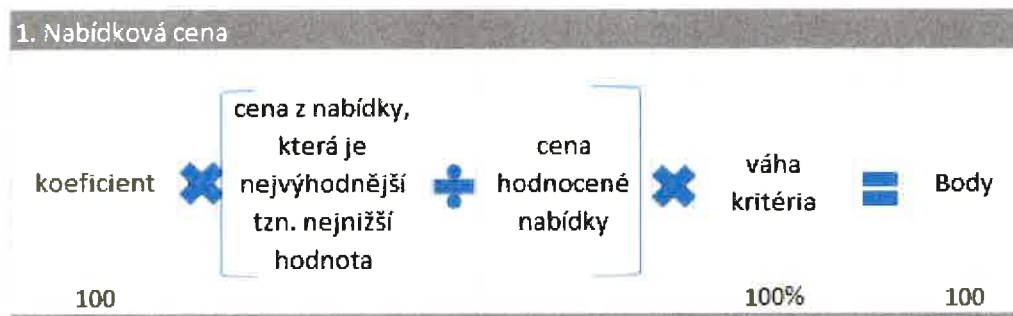 1. Nabídková cena
koeficient
cena z nabídky,
která je
nejvýhodnější
tzn. nejnižší
hodnota
cena
hodnocené
nabídky
váha
kritéria
Body
100
100%
100